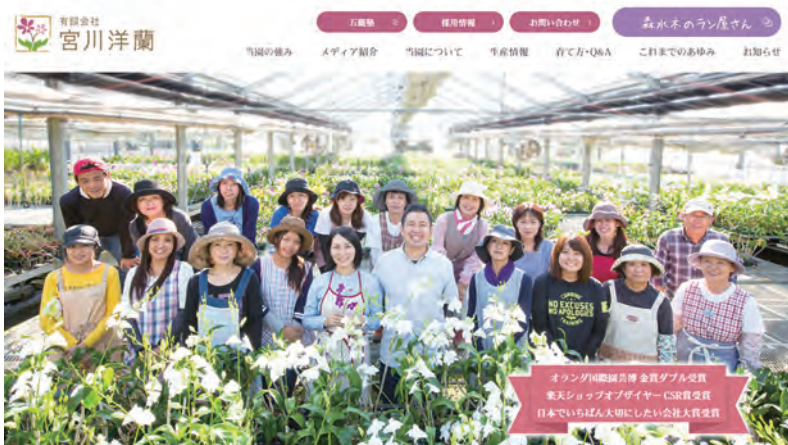 有限会社
宮川洋蘭
五蘭塾
採用情報
お問い合わせ
森水木のラン屋さん
当園の強み
メディア紹介
当園について
生産情報
育て方・Q&A
これまでのあゆみ
お知らせ
NO EXCUSES
NO APOLOGIES
TRAINING
オランダ国際園芸博 金賞ダブル受賞
楽天ショップオブザイヤー CSR賞受賞
日本でいちばん大切にしたい会社大賞受賞